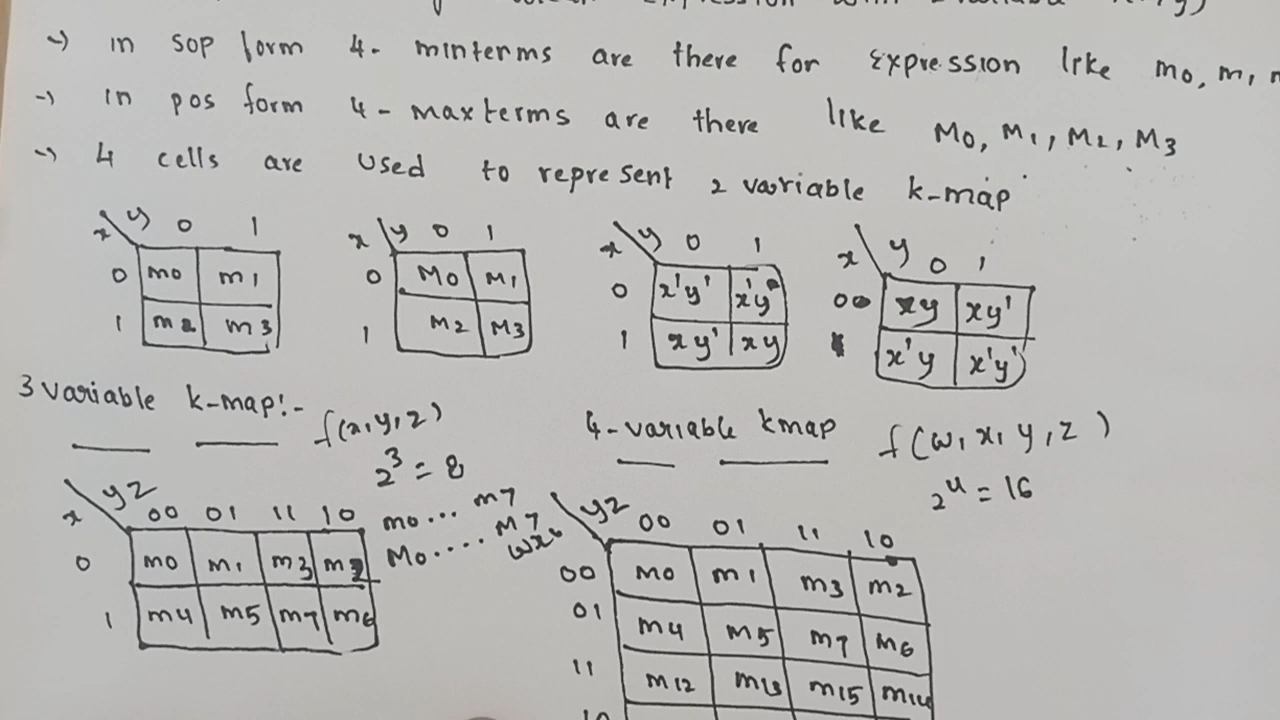 → in sop form 4- minterms are there for Expression like m0, m1
→ in pos form 4-maxterms are there like M0, M1, M2, M3
→ 4 cells are used to represent 2 variable k-map
x y 0 1
0 m0 m1
1 m2 m3
x y 0 1
0 M0 M1
1 M2 M3
x y 0 1
0 x'y' x'y
1 xy' xy
x y 0 1
0 xy xy'
x'y x'y'
3 variable k-map:- f(x,y,z)
2^3 = 8
m0... m7
M0.... M7
x yz 00 01 11 10
0 m0 m1 m3 m2
1 m4 m5 m7 m6
4-variable kmap f(w,x,y,z)
2^4 = 16
wx yz 00 01 11 10
00 m0 m1 m3 m2
01 m4 m5 m7 m6
11 m12 m13 m15 m14
10